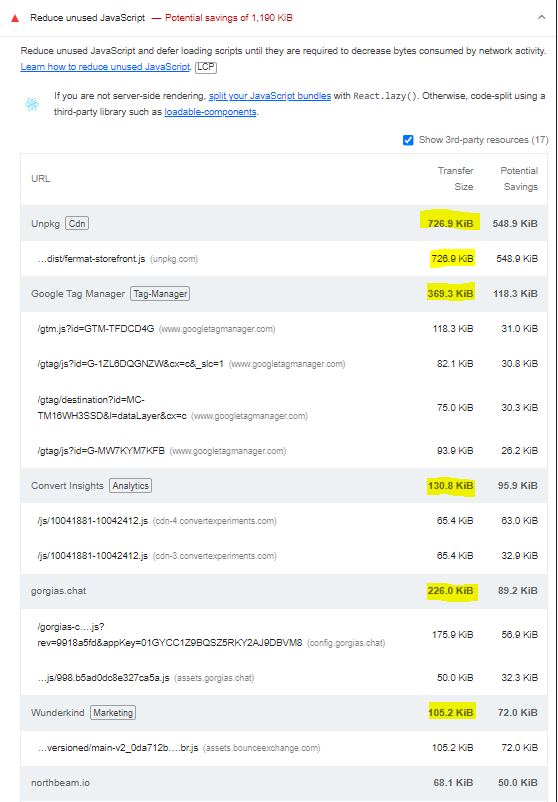 Reduce unused JavaScript — Potential savings of 1,190 KiB
Reduce unused JavaScript and defer loading scripts until they are required to decrease bytes consumed by network activity.
Learn how to reduce unused JavaScript. LCP
If you are not server-side rendering, split your JavaScript bundles with React.lazy(). Otherwise, code-split using a
third-party library such as loadable-components.
Show 3rd-party resources (17)
URL Transfer Size Potential Savings
Unpkg Cdn 726.9 KiB 548.9 KiB
…dist/fermat-storefront.js (unpkg.com) 726.9 KiB 548.9 KiB
Google Tag Manager Tag-Manager 369.3 KiB 118.3 KiB
/gtm.js?id=GTM-TFDCD4G (www.googletagmanager.com) 118.3 KiB 31.0 KiB
/gtag/js?id=G-1ZL6DQGNZW&cx=c&_slc=1 (www.googletagmanager.com) 82.1 KiB 30.8 KiB
/gtag/destination?id=MC-
TM16WH3SSD&l=dataLayer&cx=c (www.googletagmanager.com) 75.0 KiB 30.3 KiB
/gtag/js?id=G-MW7KYM7KFB (www.googletagmanager.com) 93.9 KiB 26.2 KiB
Convert Insights Analytics 130.8 KiB 95.9 KiB
/js/10041881-10042412.js (cdn-4.convertexperiments.com) 65.4 KiB 63.0 KiB
/js/10041881-10042412.js (cdn-3.convertexperiments.com) 65.4 KiB 32.9 KiB
gorgias.chat 226.0 KiB 89.2 KiB
/gorgias-c….js?
rev=9918a5fd&appKey=01GYCC1Z9BQSZ5RKY2AJ9DBVM8 (config.gorgias.chat) 175.9 KiB 56.9 KiB
…js/998.b5ad0dc8e327ca5a.js (assets.gorgias.chat) 50.0 KiB 32.3 KiB
Wunderkind Marketing 105.2 KiB 72.0 KiB
…versioned/main-v2_0da712b….br.js (assets.bounceexchange.com) 105.2 KiB 72.0 KiB
northbeam.io 68.1 KiB 50.0 KiB